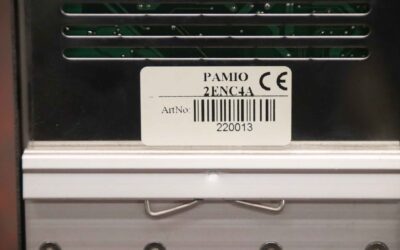 PAMIO CE
2ENC4A
ArtNo:
220013